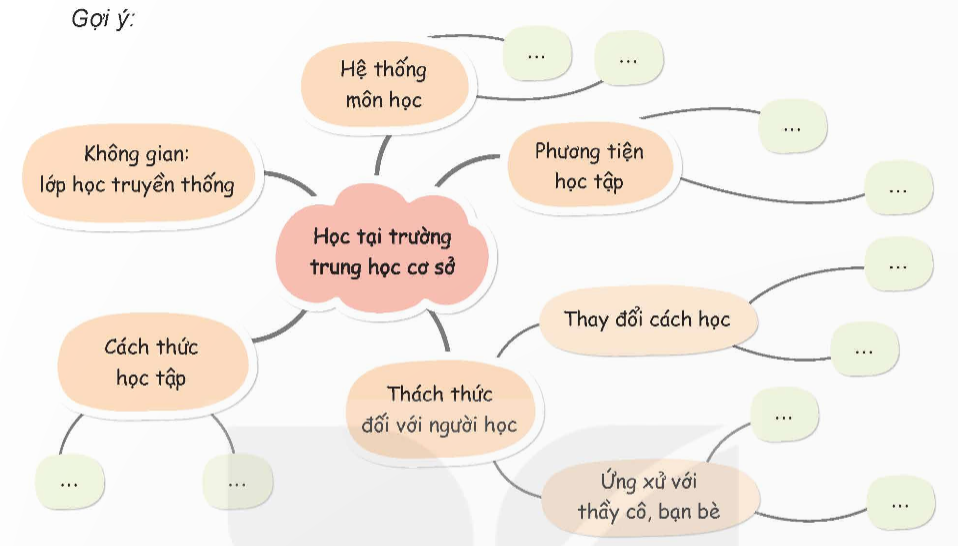 Gợi ý:
Hệ thống
môn học
...
...
Không gian:
lớp học truyền thống
Phương tiện
học tập
...
...
Học tại trường
trung học cơ sở
Cách thức
học tập
...
...
Thách thức
đối với người học
Thay đổi cách học
...
...
Ứng xử với
thầy cô, bạn bè
...
...